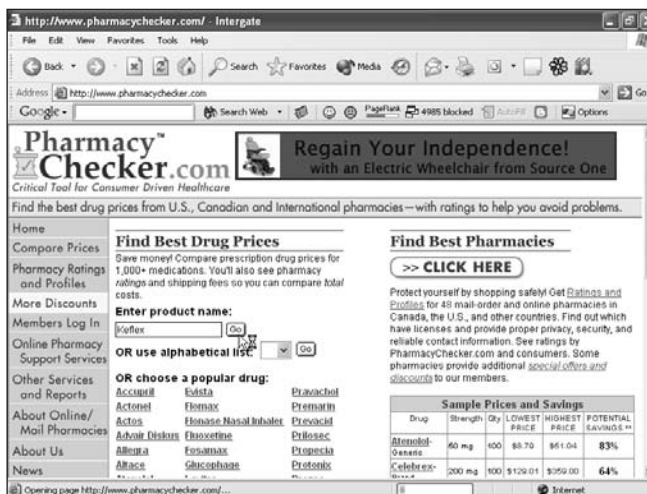 http://www.pharmacychecker.com/ - Intergate
File Edit View Favorites Tools Help
Back Search Favorites Media
Address http://www.pharmacychecker.com Go
Google Search Web PageRank 4985 blocked AutoFill Options
Pharmacy™
Checker.com
Critical Tool for Consumer Driven Healthcare
Regain Your Independence!
with an Electric Wheelchair from Source One
Find the best drug prices from U.S., Canadian and International pharmacies—with ratings to help you avoid problems.
Home
Compare Prices
Pharmacy Ratings
and Profiles
More Discounts
Members Log In
Online Pharmacy
Support Services
Other Services
and Reports
About Online/
Mail Pharmacies
About Us
News
Find Best Drug Prices
Save money! Compare prescription drug prices for
1,000+ medications. You'll also see pharmacy
ratings and shipping fees so you can compare total
costs.
Enter product name:
Keflex Go
OR use alphabetical list: Go
OR choose a popular drug:
Accupril Evista Pravachol
Actonel Flomax Premarin
Actos Flonase Nasal Inhaler Prevacid
Advair Diskus Fluoxetine Prilosec
Allegra Fosamax Propecia
Altace Glucophage Protonix
Find Best Pharmacies
>> CLICK HERE
Protect yourself by shopping safely! Get Ratings and
Profiles for 48 mail-order and online pharmacies in
Canada, the U.S., and other countries. Find out which
have licenses and provide proper privacy, security, and
reliable contact information. See ratings by
PharmacyChecker.com and consumers. Some
pharmacies provide additional special offers and
discounts to our members.
Sample Prices and Savings
Drug Strength Qty LOWEST PRICE HIGHEST PRICE POTENTIAL SAVINGS **
Atenolol-
Generic 50 mg 100 $8.70 $51.04 83%
Celebrex-
Brand 200 mg 100 $129.01 $359.00 64%
Opening page http://www.pharmacychecker.com/... Internet